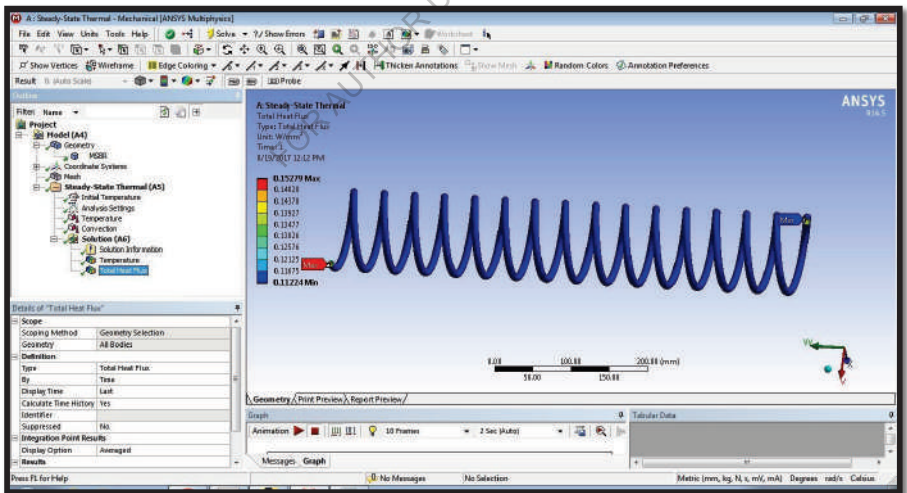 A : Steady-State Thermal - Mechanical [ANSYS Multiphysics]
File Edit View Units Tools Help Solve ?/Show Errors Worksheet
Show Vertices Wireframe Edge Coloring Thicken Annotations Show Mesh Random Colors Annotation Preferences
Result (Auto Scale) Probe
Outline
Filter: Name
Project
Model (A4)
Geometry
MSBR
Coordinate Systems
Mesh
Steady-State Thermal (A5)
Initial Temperature
Analysis Settings
Temperature
Convection
Solution (A6)
Solution Information
Temperature
Total Heat Flux
Details of "Total Heat Flux"
Scope
Scoping Method Geometry Selection
Geometry All Bodies
Definition
Type Total Heat Flux
By Time
Display Time Last
Calculate Time History Yes
Identifier
Suppressed No
Integration Point Results
Display Option Averaged
Results
A: Steady-State Thermal
Total Heat Flux
Type: Total Heat Flux
Unit: W/mm²
Time: 1
8/19/2017 12:12 PM
0.15279 Max
0.14828
0.14378
0.13927
0.13477
0.13026
0.12576
0.12125
0.11675
0.11224 Min
Max
ANSYS
R16.5
0.00 100.00 200.00 (mm)
50.00 150.00
Geometry Print Preview Report Preview
Graph
Animation 10 Frames 2 Sec (Auto)
Messages Graph
Tabular Data
Press F1 for Help No Messages No Selection Metric (mm, kg, N, s, mV, mA) Degrees rad/s Celsius
FOR AUTHOR